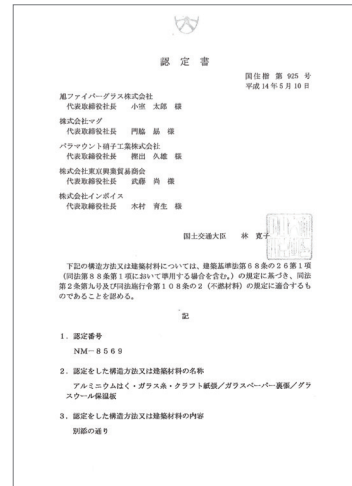 認定書
国住指第925号
平成14年5月10日
旭ファイバーグラス株式会社
代表取締役社長 小室 太郎 様
株式会社マグ
代表取締役社長 門脇 昴 様
パラマウント硝子工業株式会社
代表取締役社長 樫出 久雄 様
株式会社東京興業貿易商会
代表取締役社長 武藤 尚 様
株式会社インボイス
代表取締役社長 木村 育生 様
国土交通大臣 林 寛子
下記の構造方法又は建築材料については、建築基準法第68条の26第1項
(同法第88条第1項において準用する場合を含む。)の規定に基づき、同法
第2条第九号及び同法施行令第108条の2(不燃材料)の規定に適合するも
のであることを認める。
記
1.認定番号
NM-8569
2.認定をした構造方法又は建築材料の名称
アルミニウムはく・ガラス糸・クラフト紙張/ガラスペーパー裏張/グラ
スウール保温板
3.認定をした構造方法又は建築材料の内容
別添の通り